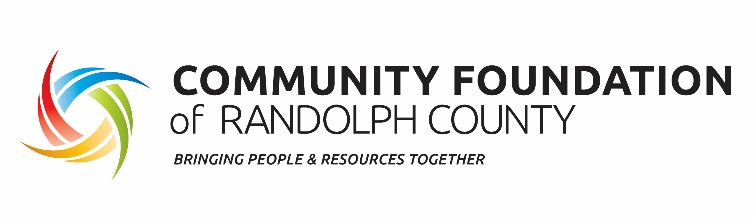 COMMUNITY FOUNDATION
of RANDOLPH COUNTY
BRINGING PEOPLE & RESOURCES TOGETHER